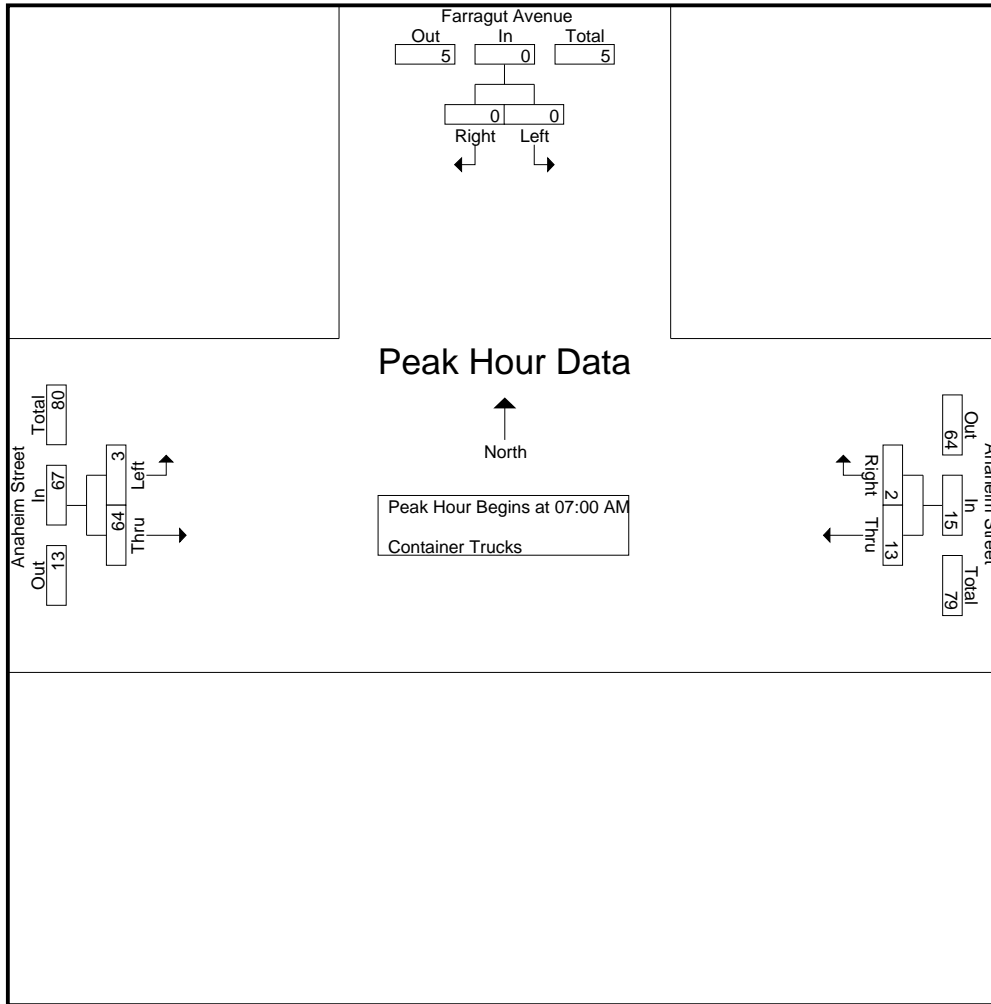 Farragut Avenue
Out In Total
5 0 5
0 0
Right Left
Peak Hour Data
North
Peak Hour Begins at 07:00 AM
Container Trucks
Anaheim Street
Out In Total
13 67 80
64 3
Thru Left
Anaheim Street
Out In Total
64 15 79
2 13
Right Thru